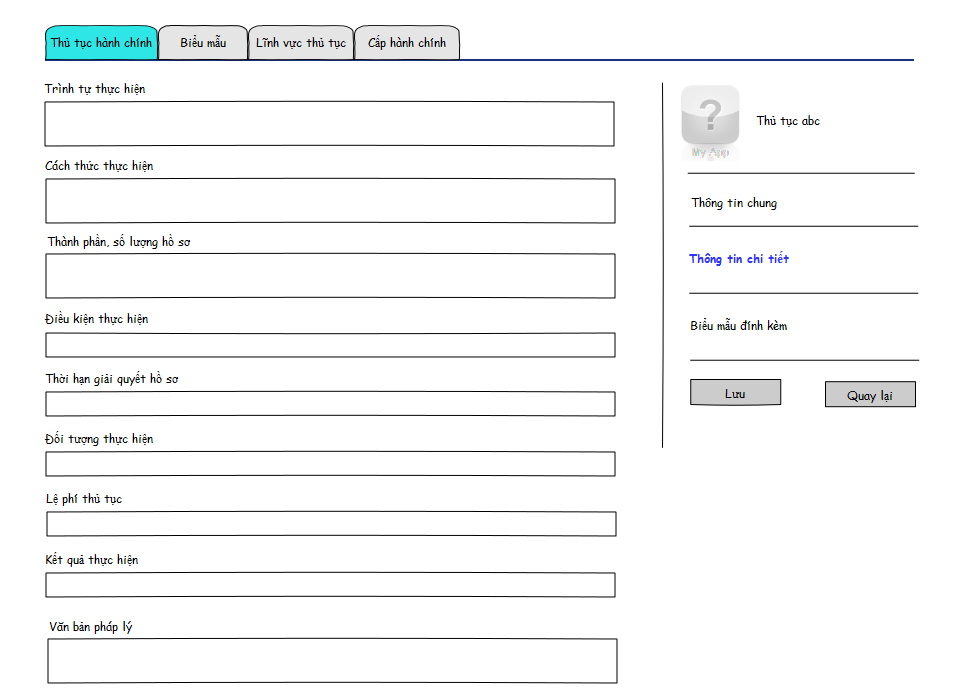 Thủ tục hành chính
Biểu mẫu
Lĩnh vực thủ tục
Cấp hành chính
Trình tự thực hiện
Cách thức thực hiện
Thành phần, số lượng hồ sơ
Điều kiện thực hiện
Thời hạn giải quyết hồ sơ
Đối tượng thực hiện
Lệ phí thủ tục
Kết quả thực hiện
Văn bản pháp lý
?
My App
Thủ tục abc
Thông tin chung
Thông tin chi tiết
Biểu mẫu đính kèm
Lưu
Quay lại